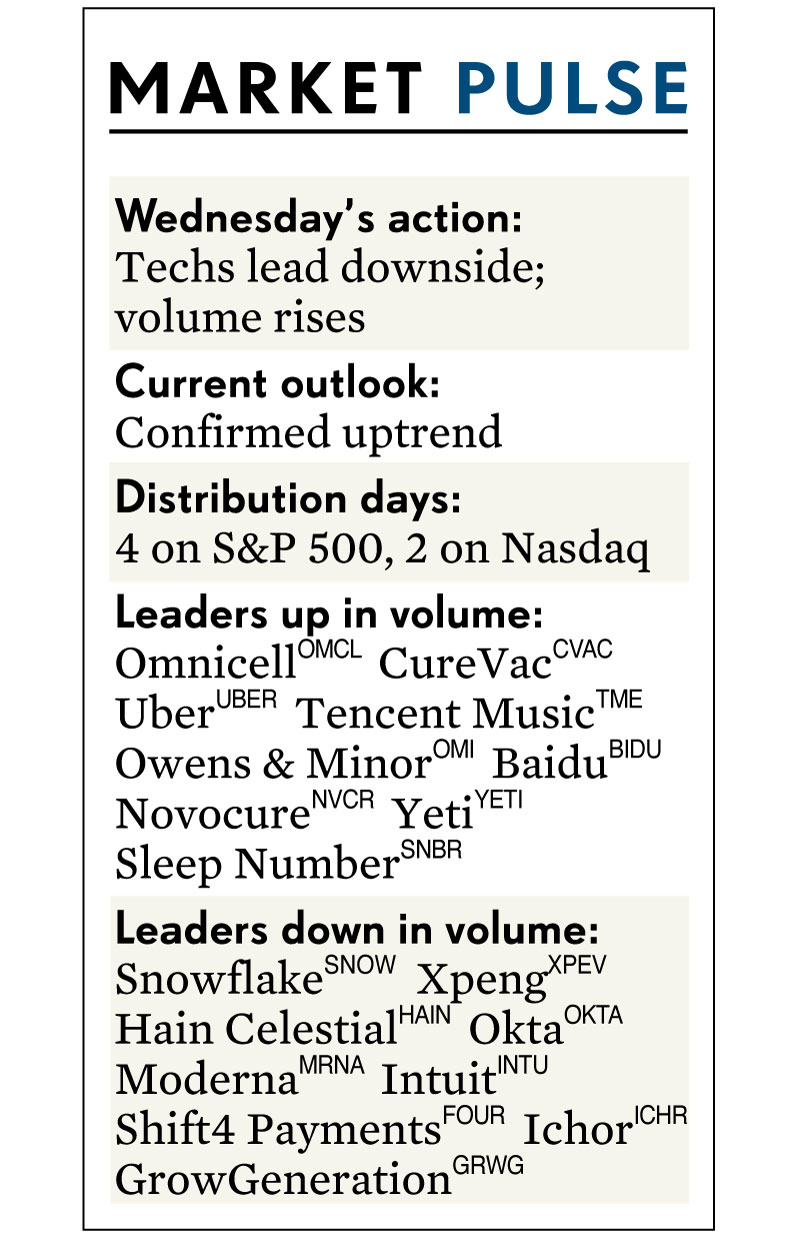 MARKET PULSE
Wednesday's action:
Techs lead downside;
volume rises
Current outlook:
Confirmed uptrend
Distribution days:
4 on S&P 500, 2 on Nasdaq
Leaders up in volume:
Omnicell OMCL CureVac CVAC
Uber UBER Tencent Music TME
Owens & Minor OMI Baidu BIDU
Novocure NVCR Yeti YETI
Sleep Number SNBR
Leaders down in volume:
Snowflake SNOW Xpeng XPEV
Hain Celestial HAIN Okta OKTA
Moderna MRNA Intuit INTU
Shift4 Payments FOUR Ichor ICHR
GrowGeneration GRWG